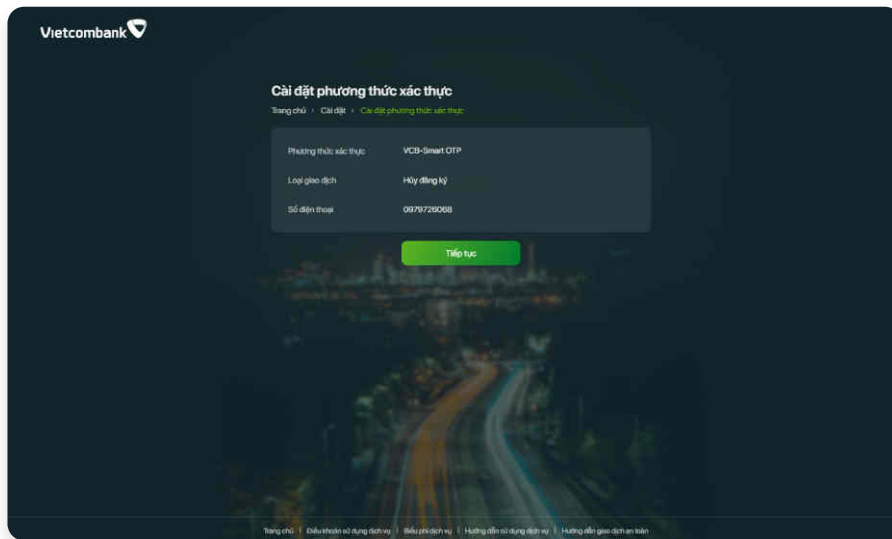 Vietcombank
Cài đặt phương thức xác thực
Trang chủ › Cài đặt › Cài đặt phương thức xác thực
Phương thức xác thực VCB-Smart OTP
Loại giao dịch Hủy đăng ký
Số điện thoại 0979726068
Tiếp tục
Trang chủ | Điều khoản sử dụng dịch vụ | Biểu phí dịch vụ | Hướng dẫn sử dụng dịch vụ | Hướng dẫn giao dịch an toàn